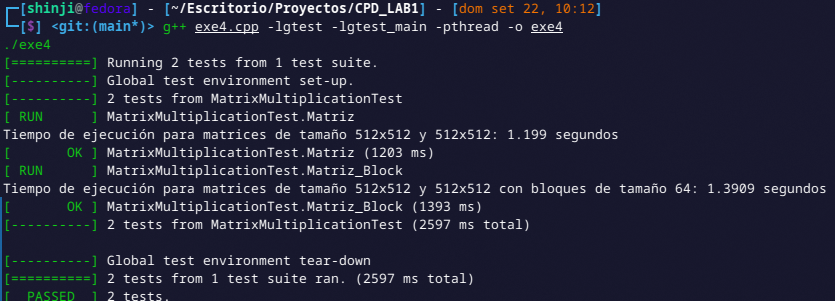 [shinji@fedora] - [~/Escritorio/Proyectos/CPD_LAB1] - [dom set 22, 10:12]
[$] <git:(main*)> g++ exe4.cpp -lgtest -lgtest_main -pthread -o exe4
./exe4
[==========] Running 2 tests from 1 test suite.
[----------] Global test environment set-up.
[----------] 2 tests from MatrixMultiplicationTest
[ RUN      ] MatrixMultiplicationTest.Matriz
Tiempo de ejecución para matrices de tamaño 512x512 y 512x512: 1.199 segundos
[       OK ] MatrixMultiplicationTest.Matriz (1203 ms)
[ RUN      ] MatrixMultiplicationTest.Matriz_Block
Tiempo de ejecución para matrices de tamaño 512x512 y 512x512 con bloques de tamaño 64: 1.3909 segundos
[       OK ] MatrixMultiplicationTest.Matriz_Block (1393 ms)
[----------] 2 tests from MatrixMultiplicationTest (2597 ms total)

[----------] Global test environment tear-down
[==========] 2 tests from 1 test suite ran. (2597 ms total)
[  PASSED  ] 2 tests.